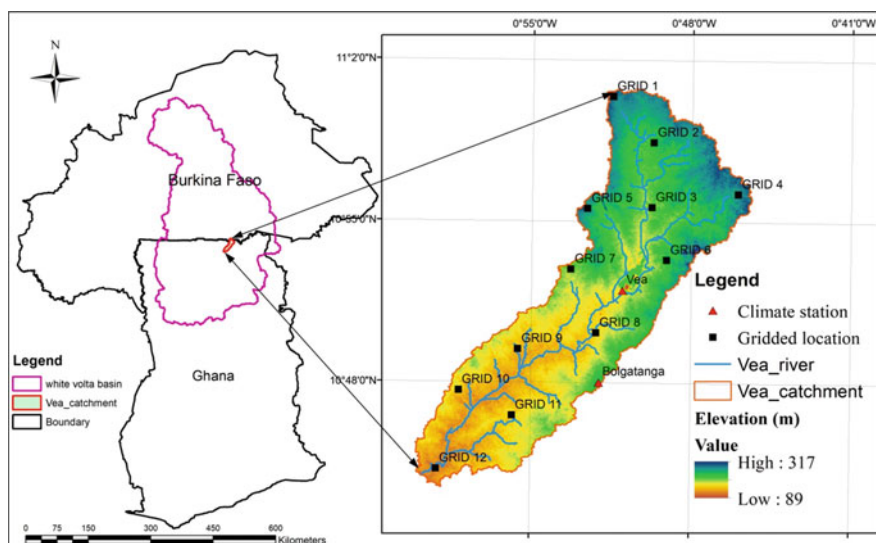 N
Burkina Faso
Ghana
Legend
white volta basin
Vea_catchment
Boundary
0 75 150 300 450 600
Kilometers
0°55'0"W 0°48'0"W 0°41'0"W
11°2'0"N
10°55'0"N
10°48'0"N
GRID 1
GRID 2
GRID 4
GRID 5
GRID 3
GRID 6
GRID 7
Vea
GRID 8
GRID 9
Bolgatanga
GRID 10
GRID 11
GRID 12
Legend
Climate station
Gridded location
Vea_river
Vea_catchment
Elevation (m)
Value
High : 317
Low : 89